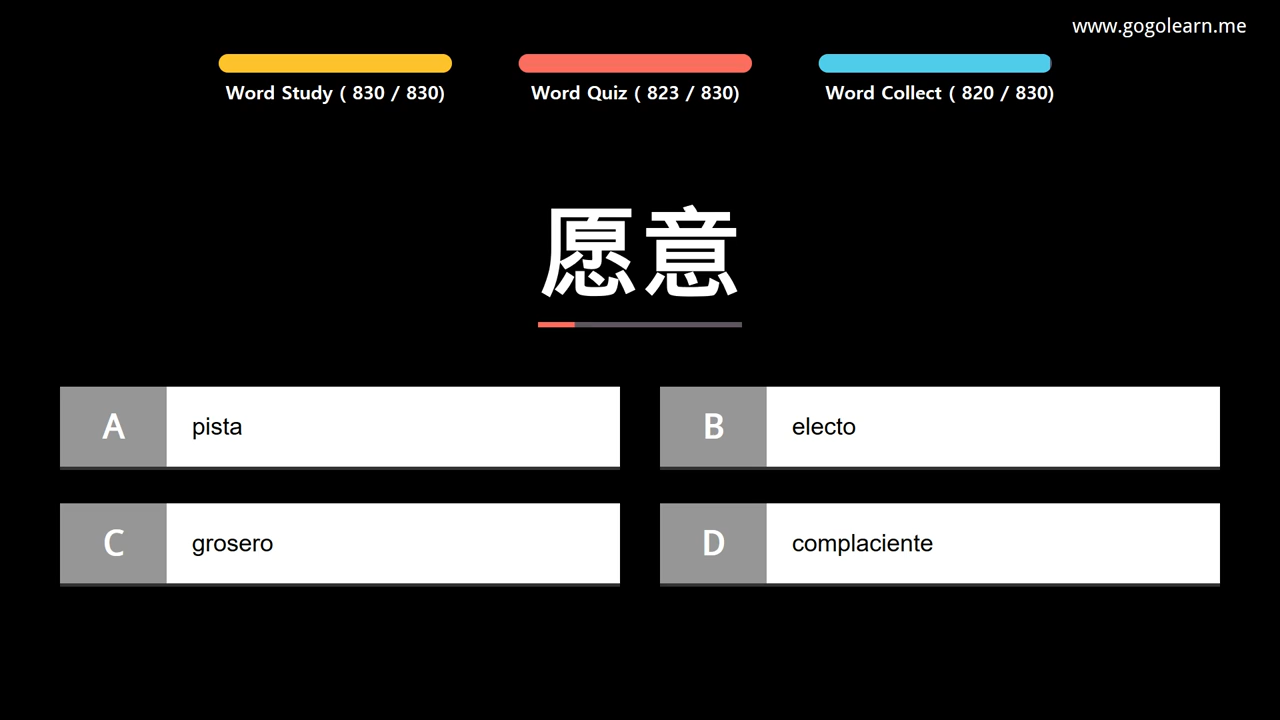 www.gogolearn.me
Word Study ( 830 / 830)
Word Quiz ( 823 / 830)
Word Collect ( 820 / 830)
愿意
A pista
B electo
C grosero
D complaciente